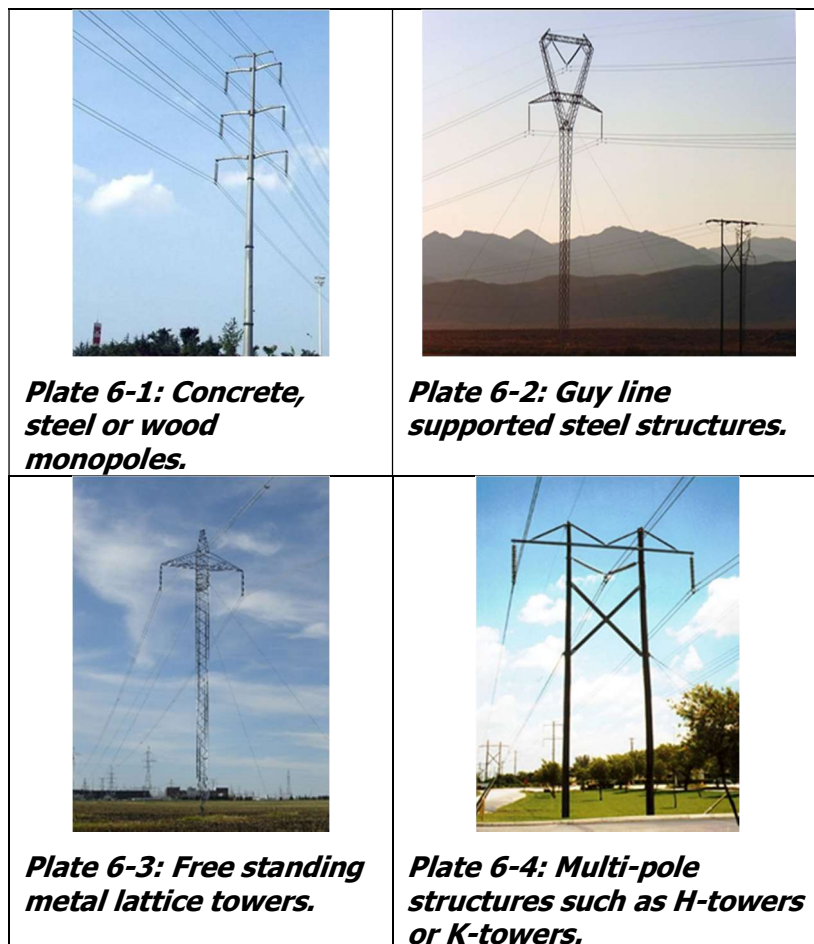 Plate 6-1: Concrete,
steel or wood
monopoles.
Plate 6-2: Guy line
supported steel structures.
Plate 6-3: Free standing
metal lattice towers.
Plate 6-4: Multi-pole
structures such as H-towers
or K-towers.